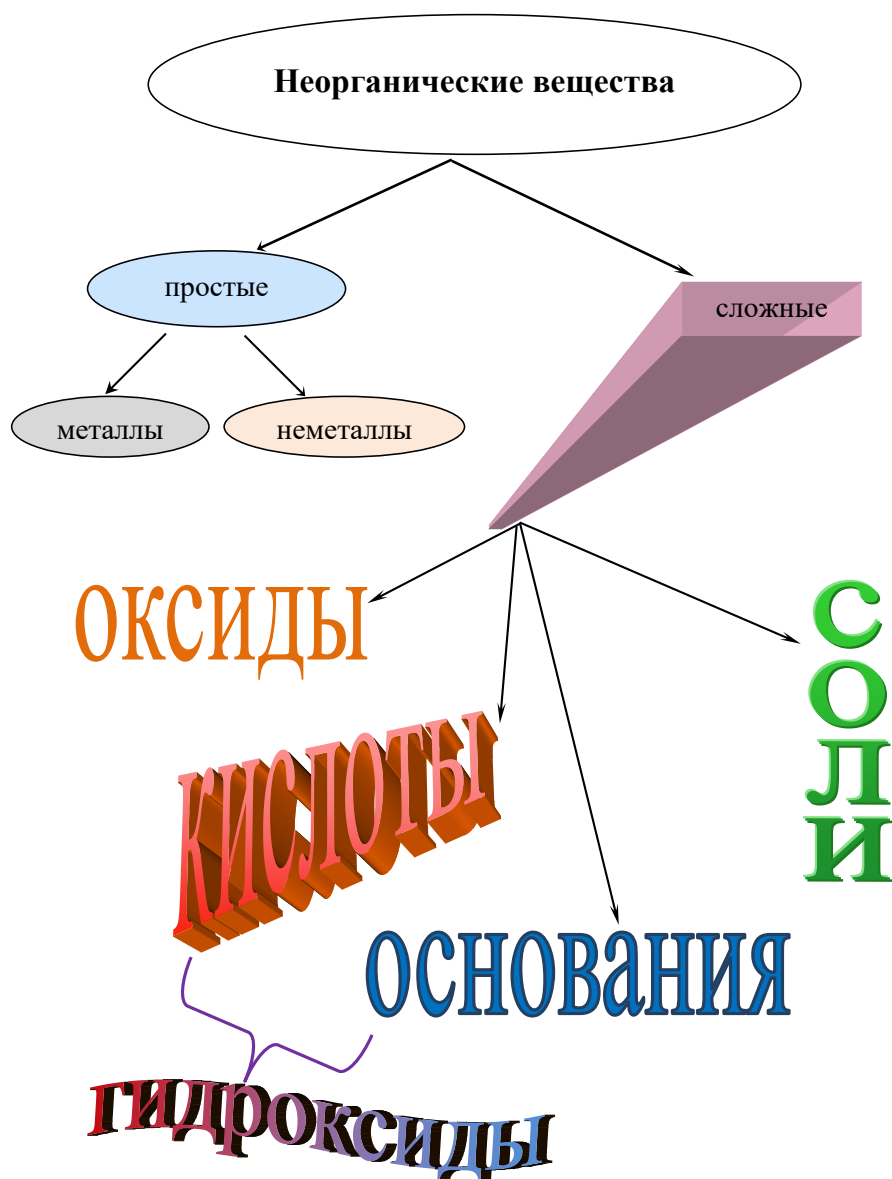 Неорганические вещества
простые
сложные
металлы
неметаллы
оксиды
соли
кислоты
основания
гидроксиды